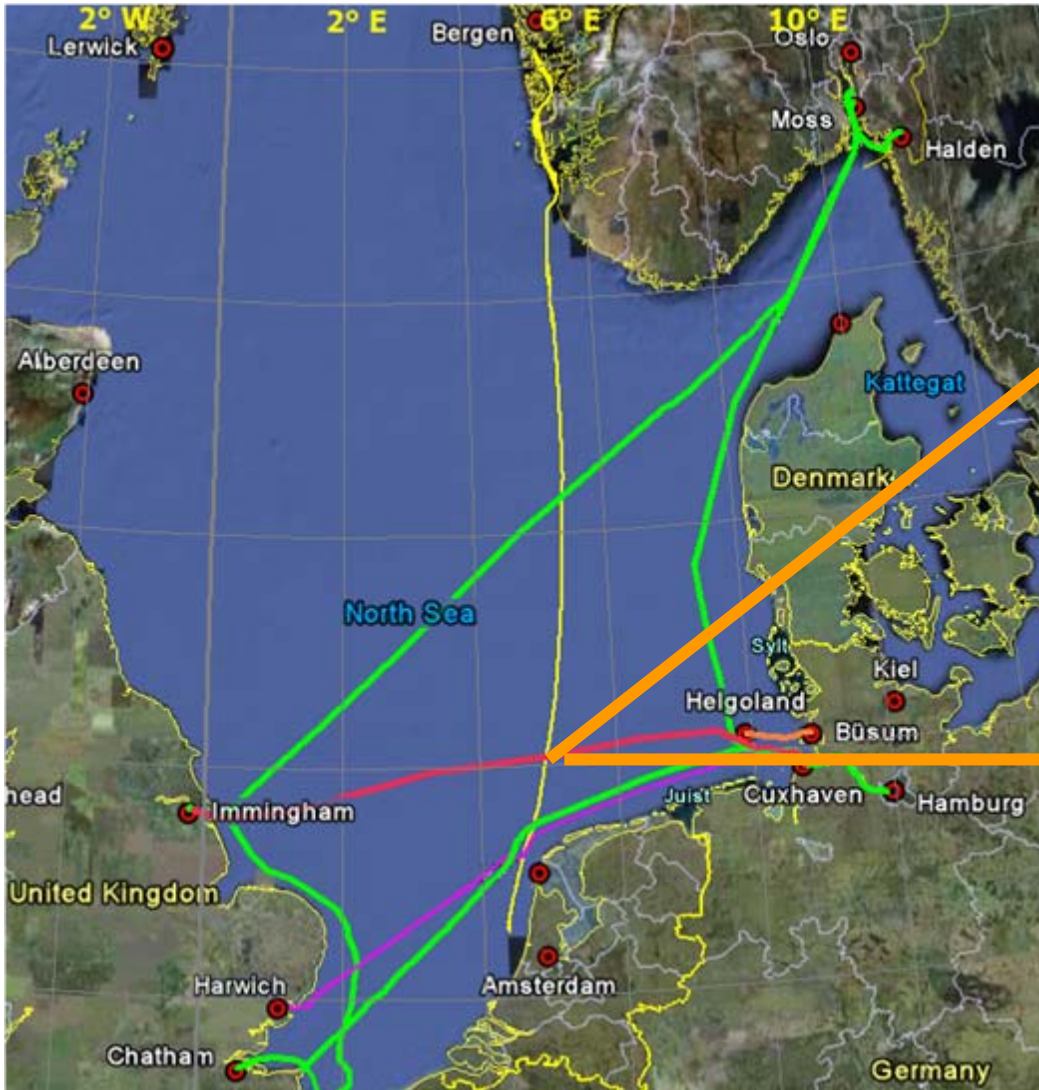 2° W
2° E
6° E
10° E
Lerwick
Bergen
Oslo
Moss
Halden
Alberdeen
Kattegat
Denmark
North Sea
Sylt
Kiel
Helgoland
Büsum
head
Immingham
Juist
Cuxhaven
Hamburg
United Kingdom
Harwich
Amsterdam
Chatham
Germany